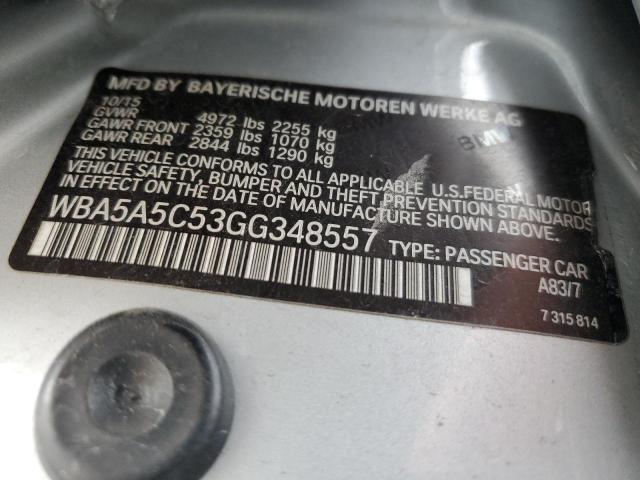 MFD BY BAYERISCHE MOTOREN WERKE AG
10/15
GVWR 4972 lbs 2255 kg
GAWR FRONT 2359 lbs 1070 kg
GAWR REAR 2844 lbs 1290 kg
BMW
THIS VEHICLE CONFORMS TO ALL APPLICABLE U.S.FEDERAL MOTOR
VEHICLE SAFETY, BUMPER AND THEFT PREVENTION STANDARDS
IN EFFECT ON THE DATE OF MANUFACTURE SHOWN ABOVE.
WBA5A5C53GG348557 TYPE: PASSENGER CAR
A83/7
7 315 814